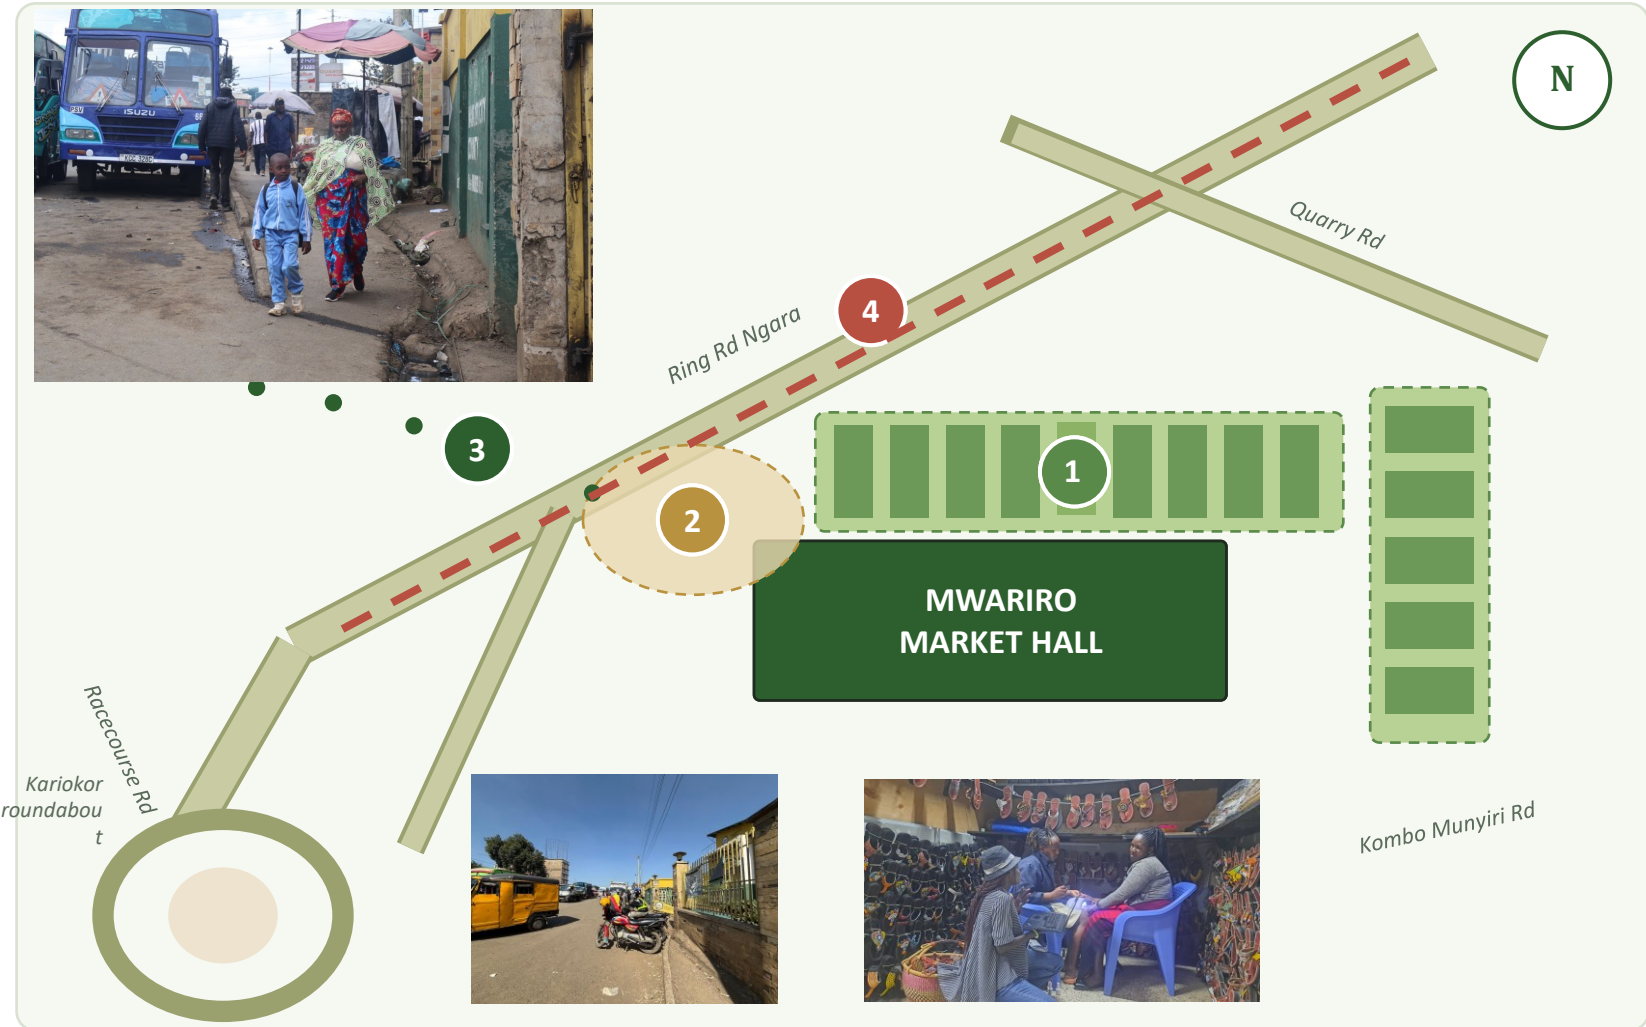 PSV
ISUZU
N
Quarry Rd
Ring Rd Ngara
4
3
1
2
MWARIRO
MARKET HALL
Racecourse Rd
Kariokor
roundabou
t
Kombo Munyiri Rd